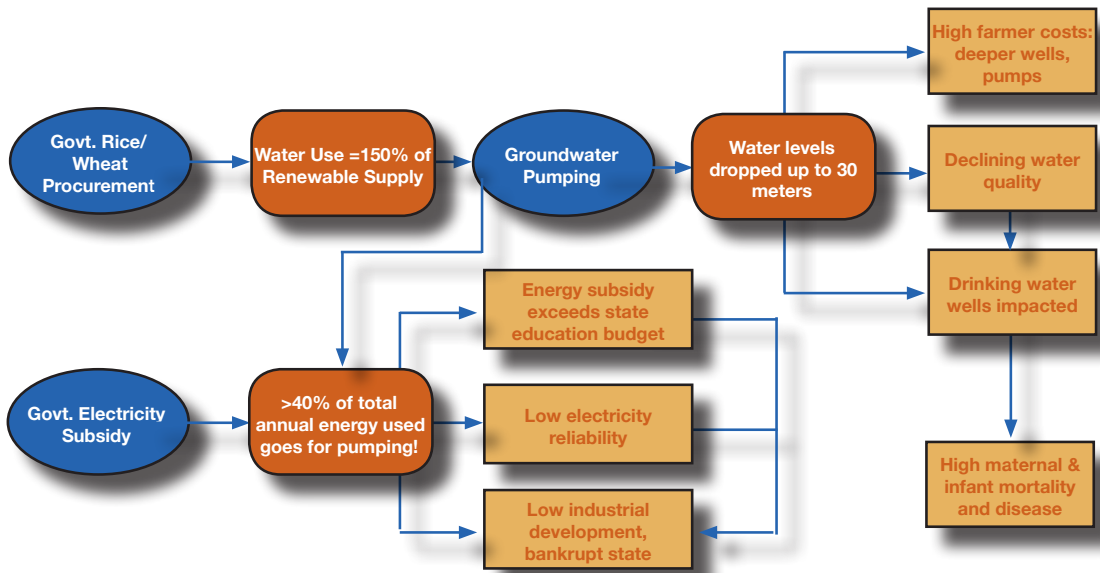 High farmer costs:
deeper wells,
pumps
Govt. Rice/
Wheat
Procurement
Water Use =150% of
Renewable Supply
Groundwater
Pumping
Water levels
dropped up to 30
meters
Declining water
quality
Drinking water
wells impacted
Energy subsidy
exceeds state
education budget
Govt. Electricity
Subsidy
>40% of total
annual energy used
goes for pumping!
Low electricity
reliability
High maternal &
infant mortality
and disease
Low industrial
development,
bankrupt state